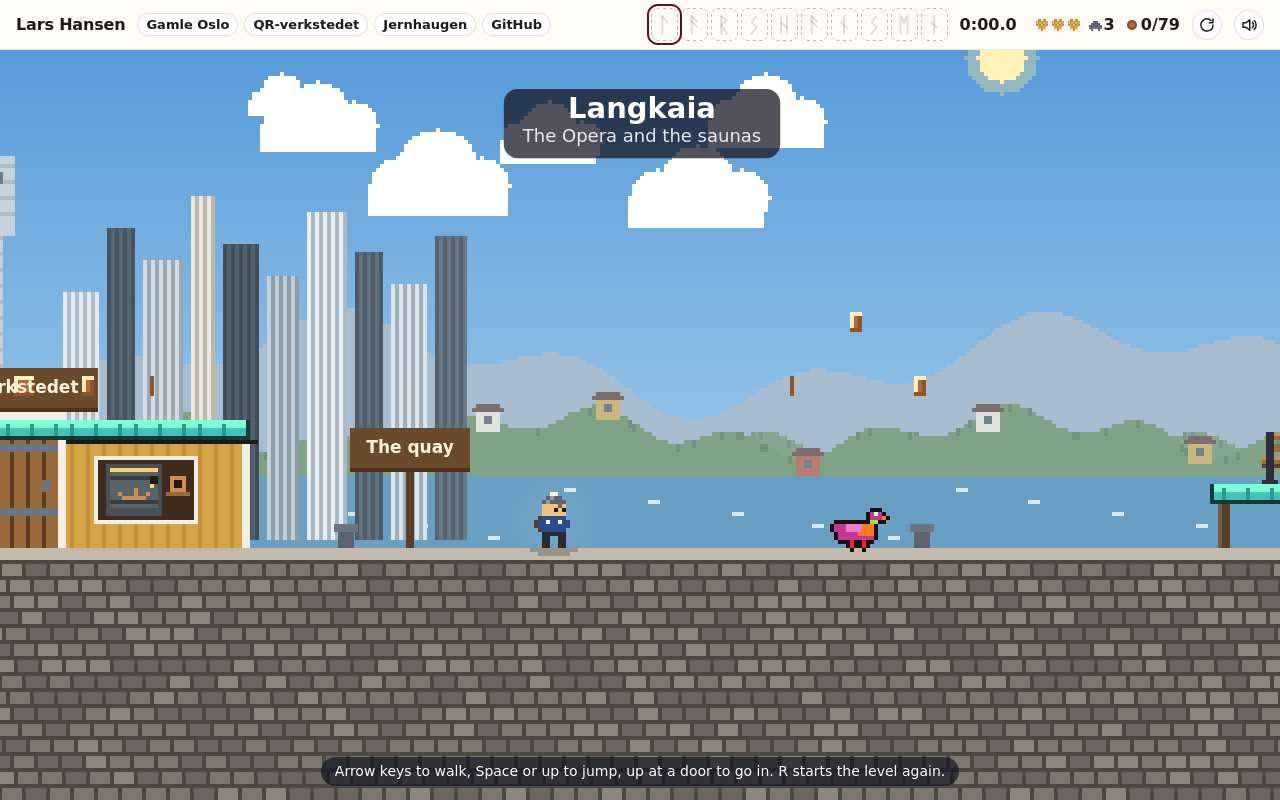 Lars Hansen Gamle Oslo QR-verkstedet Jernhaugen GitHub ᛚᚨᚱᛊᚺᚨᚾᛊᛖᚾ 0:00.0 3 0/79
Langkaia
The Opera and the saunas
rkstedet
The quay
Arrow keys to walk, Space or up to jump, up at a door to go in. R starts the level again.